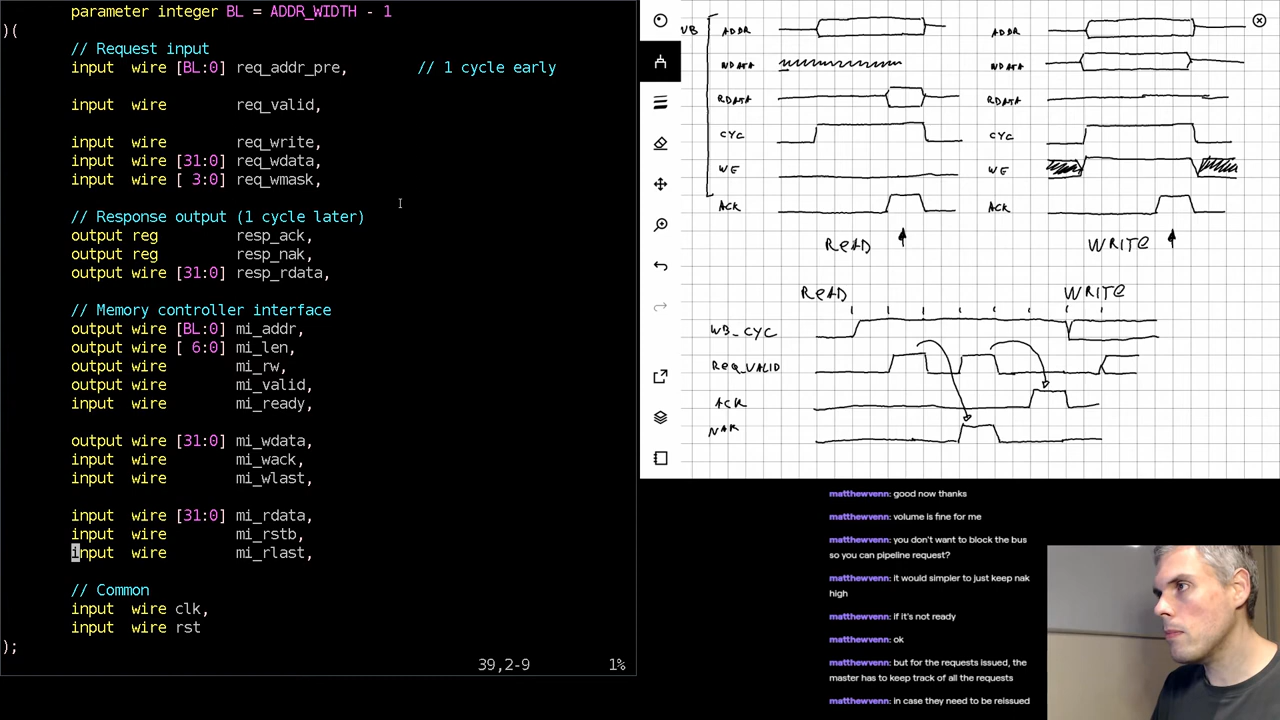 parameter integer BL = ADDR_WIDTH - 1
)(
// Request input
input  wire [BL:0] req_addr_pre,          // 1 cycle early
input  wire        req_valid,
input  wire        req_write,
input  wire [31:0] req_wdata,
input  wire [ 3:0] req_wmask,
// Response output (1 cycle later)
output reg         resp_ack,
output reg         resp_nak,
output wire [31:0] resp_rdata,
// Memory controller interface
output wire [BL:0] mi_addr,
output wire [ 6:0] mi_len,
output wire        mi_rw,
output wire        mi_valid,
input  wire        mi_ready,
output wire [31:0] mi_wdata,
input  wire        mi_wack,
input  wire        mi_wlast,
input  wire [31:0] mi_rdata,
input  wire        mi_rstb,
input  wire        mi_rlast,
// Common
input  wire clk,
input  wire rst
);
39,2-9          1%
WB
ADDR
WDATA
RDATA
CYC
WE
ACK
READ
ADDR
WDATA
RDATA
CYC
WE
ACK
WRITE
READ
WRITE
WB_CYC
REQ_VALID
ACK
NAK
matthewvenn: good now thanks
matthewvenn: volume is fine for me
matthewvenn: you don't want to block the bus
so you can pipeline request?
matthewvenn: it would simpler to just keep nak
high
matthewvenn: if it's not ready
matthewvenn: ok
matthewvenn: but for the requests issued, the
master has to keep track of all the requests
matthewvenn: in case they need to be reissued